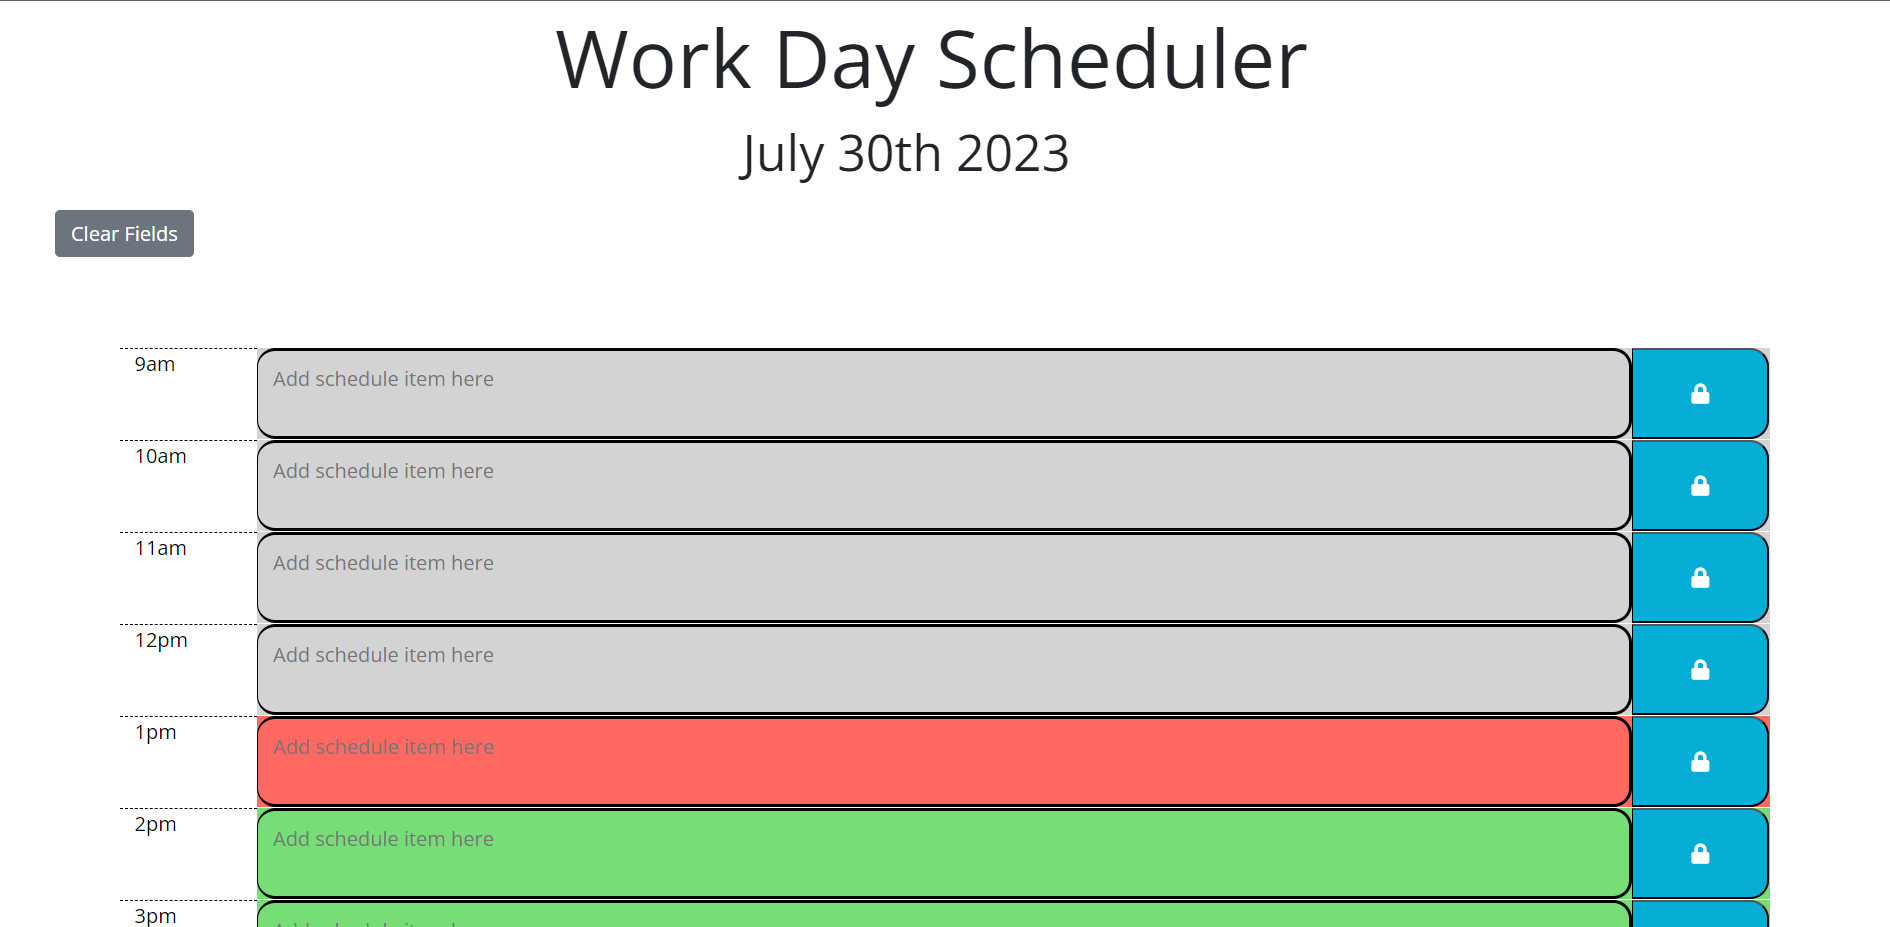 Work Day Scheduler
July 30th 2023
Clear Fields
9am
Add schedule item here
10am
Add schedule item here
11am
Add schedule item here
12pm
Add schedule item here
1pm
Add schedule item here
2pm
Add schedule item here
3pm